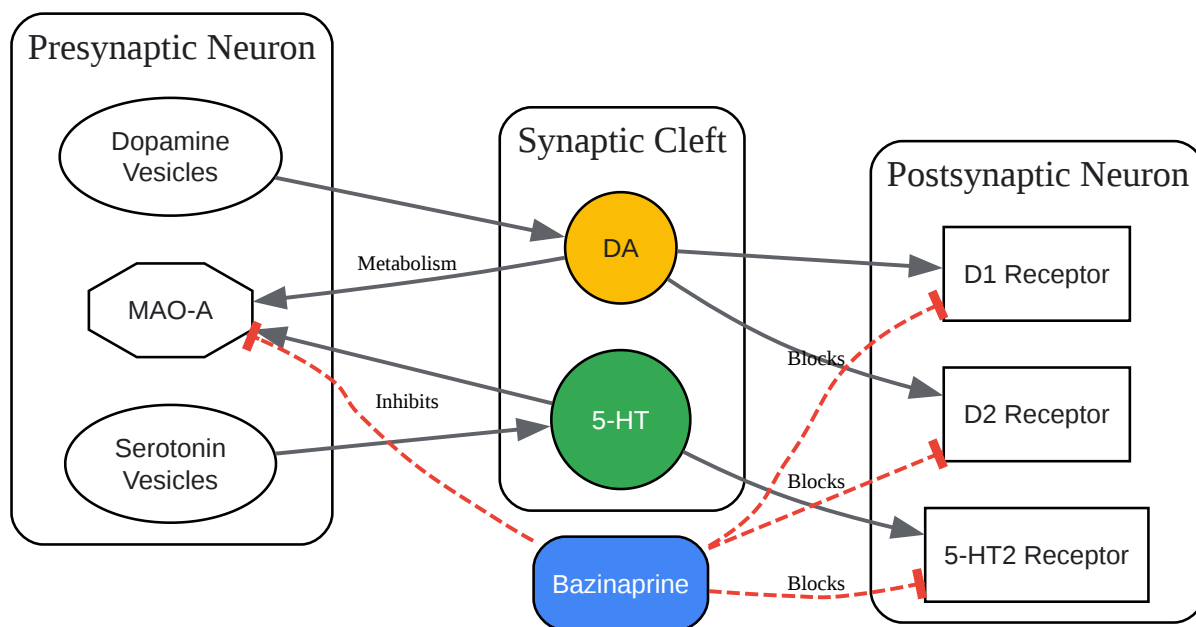 Presynaptic Neuron
Dopamine
Vesicles
MAO-A
Serotonin
Vesicles
Metabolism
Inhibits
Synaptic Cleft
DA
5-HT
Bazinaprine
Blocks
Blocks
Blocks
Postsynaptic Neuron
D1 Receptor
D2 Receptor
5-HT2 Receptor